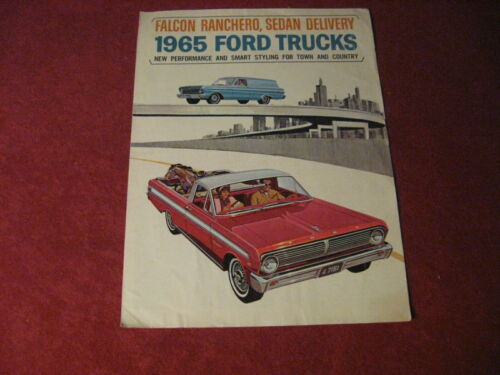 FALCON RANCHERO, SEDAN DELIVERY
1965 FORD TRUCKS
NEW PERFORMANCE AND SMART STYLING FOR TOWN AND COUNTRY